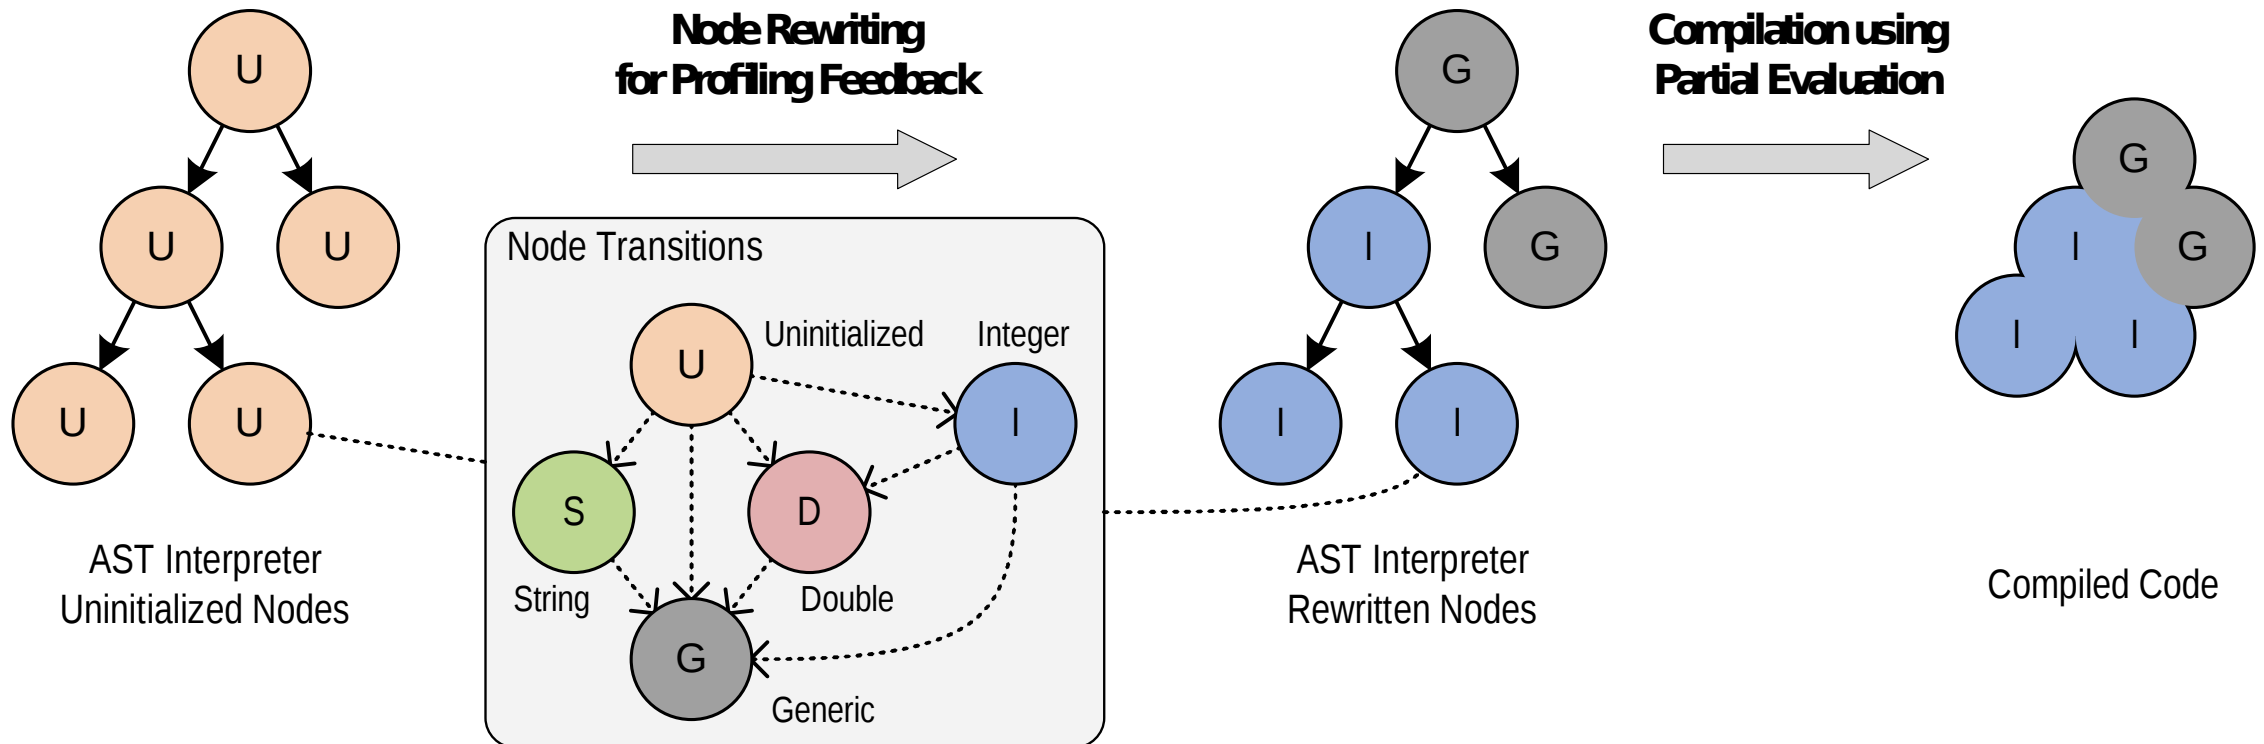 U
U
U
U
U
AST Interpreter
Uninitialized Nodes
Node Rewriting
for Profiling Feedback
Node Transitions
U
Uninitialized
Integer
I
S
D
String
Double
G
Generic
G
I
G
I
I
AST Interpreter
Rewritten Nodes
Compilation using
Partial Evaluation
G
I
G
I
I
Compiled Code